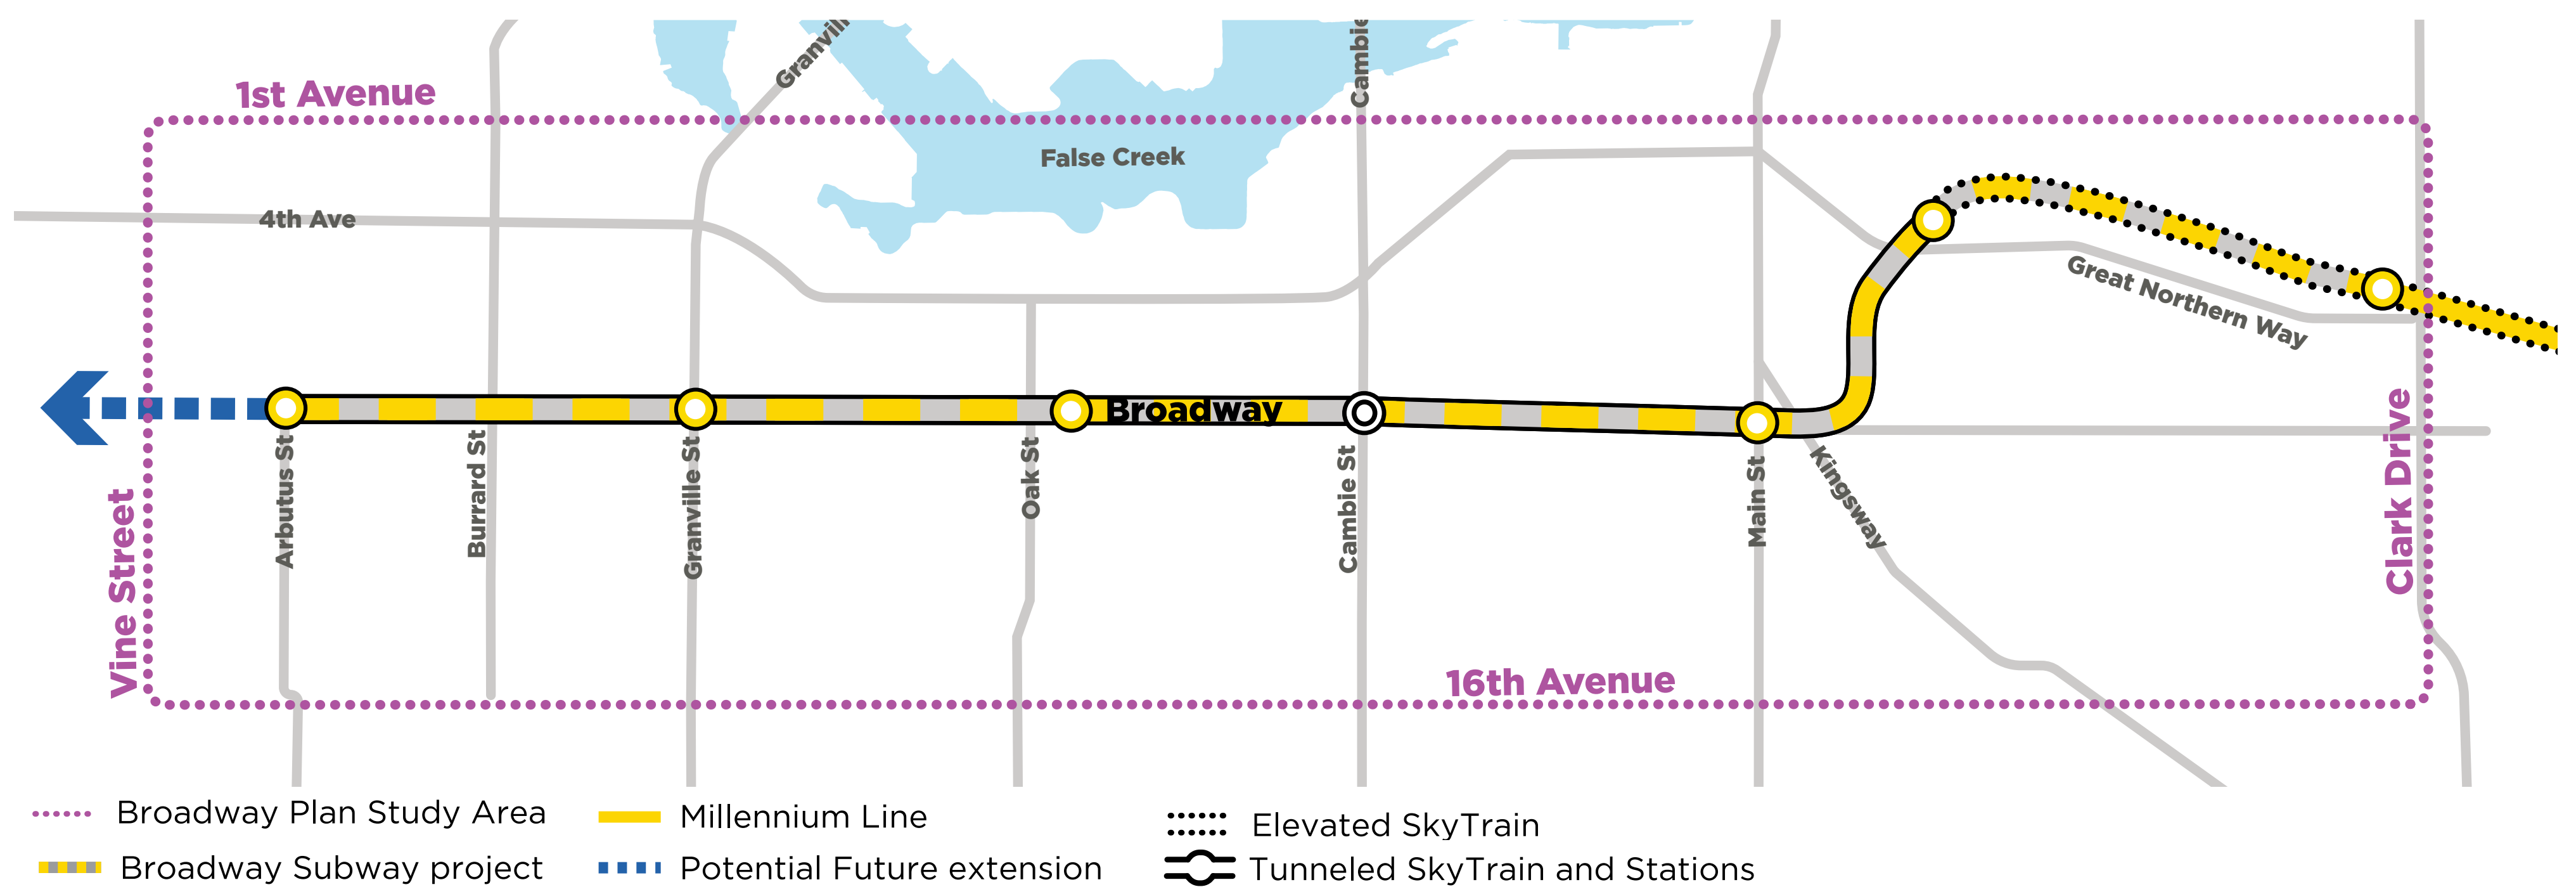 Granvill
Cambie
1st Avenue
False Creek
4th Ave
Great Northern Way
Broadway
Vine Street
Arbutus St
Burrard St
Granville St
Oak St
Cambie St
Main St
Kingsway
Clark Drive
16th Avenue
Broadway Plan Study Area
Millennium Line
Elevated SkyTrain
Broadway Subway project
Potential Future extension
Tunneled SkyTrain and Stations